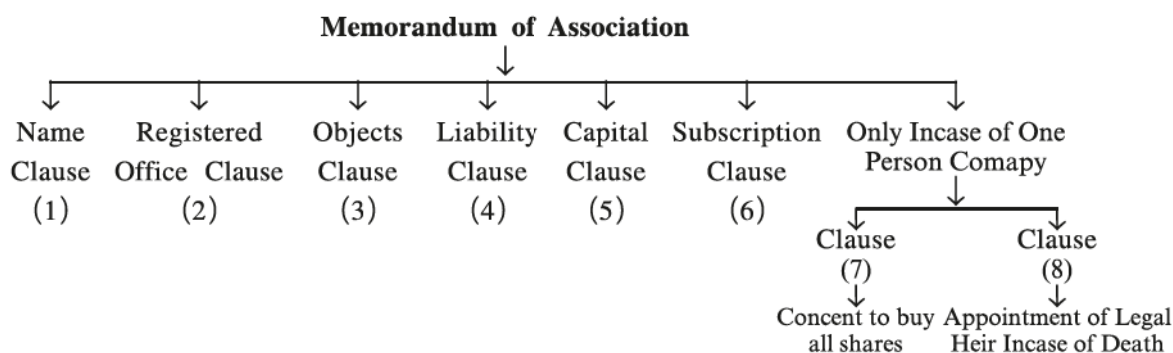 Memorandum of Association
Name Registered Objects Liability Capital Subscription Only Incase of One
Clause Office Clause Clause Clause Clause Clause Person Comapy
(1) (2) (3) (4) (5) (6)
Clause Clause
(7) (8)
Concent to buy Appointment of Legal
all shares Heir Incase of Death